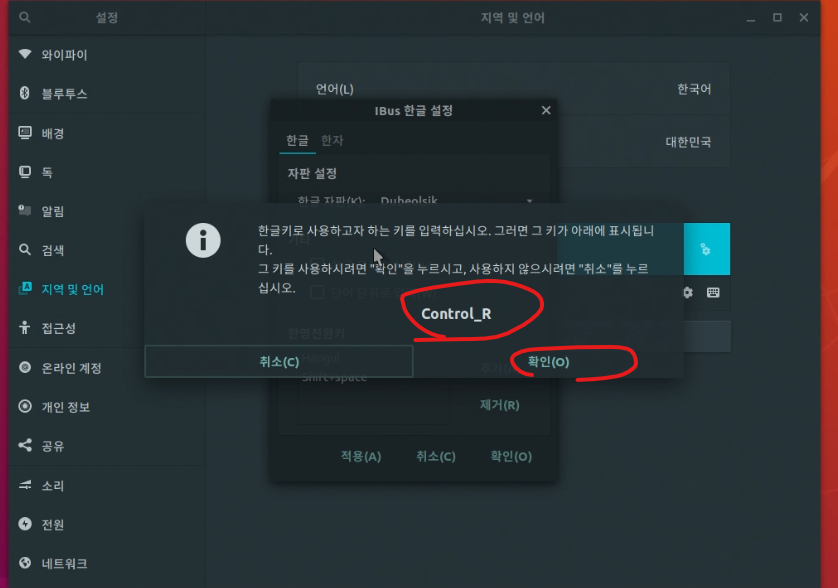 설정
지역 및 언어
와이파이
블루투스
배경
독
알림
검색
지역 및 언어
접근성
온라인 계정
개인 정보
공유
소리
전원
네트워크
언어(L)
한국어
대한민국
IBus 한글 설정
한글 한자
자판 설정
한글 자판(K): Dubeolsik
한글키로 사용하고자 하는 키를 입력하십시오. 그러면 그 키가 아래에 표시됩니
다.
그 키를 사용하시려면 "확인"을 누르시고, 사용하지 않으시려면 "취소"를 누르
십시오.
Control_R
한영전환키
취소(C)
확인(O)
Hangul
Shift+space
제거(R)
적용(A) 취소(C) 확인(O)